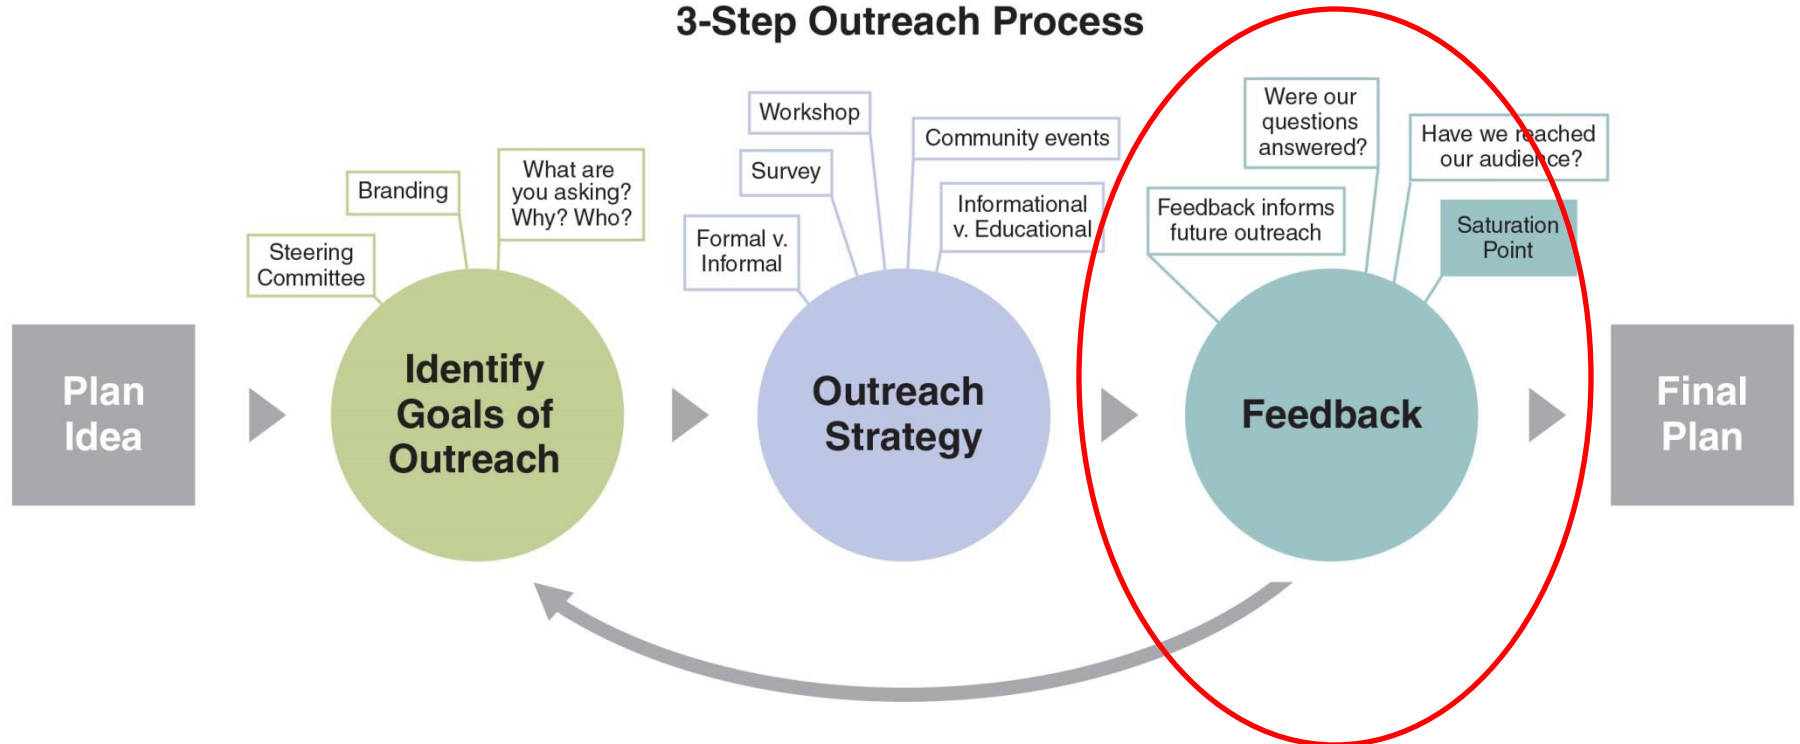 3-Step Outreach Process
Plan
Idea
Steering
Committee
Branding
What are
you asking?
Why? Who?
Identify
Goals of
Outreach
Formal v.
Informal
Survey
Workshop
Community events
Informational
v. Educational
Outreach
Strategy
Feedback informs
future outreach
Were our
questions
answered?
Have we reached
our audience?
Saturation
Point
Feedback
Final
Plan